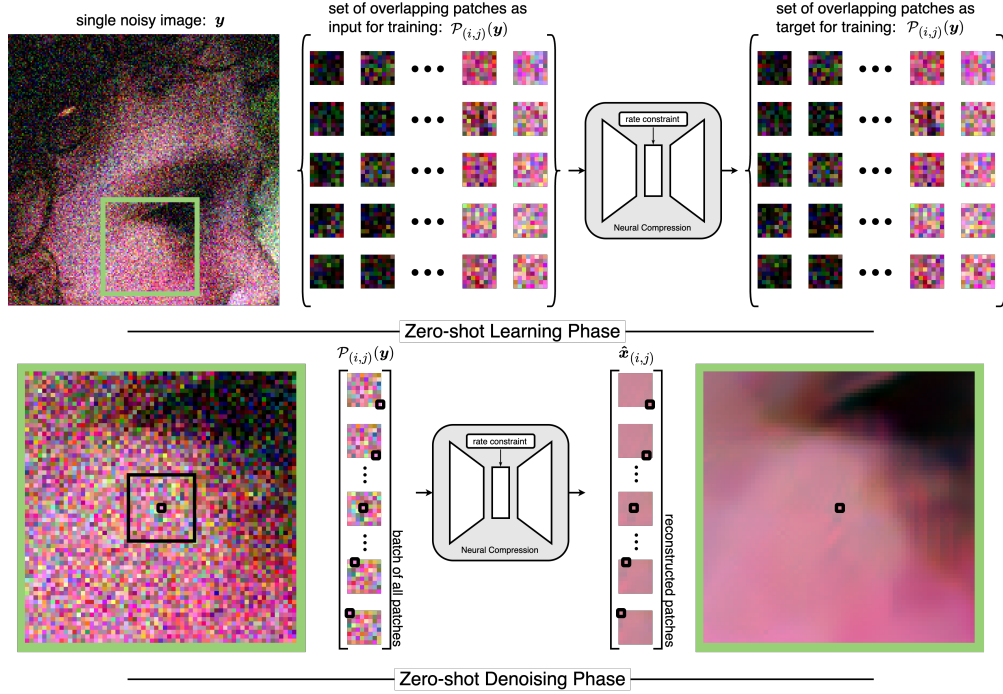 single noisy image: y
set of overlapping patches as
input for training: P(i,j)(y)
set of overlapping patches as
target for training: P(i,j)(y)
rate constraint
Neural Compression
Zero-shot Learning Phase
P(i,j)(y)
x̂(i,j)
rate constraint
Neural Compression
batch of all patches
reconstructed patches
Zero-shot Denoising Phase